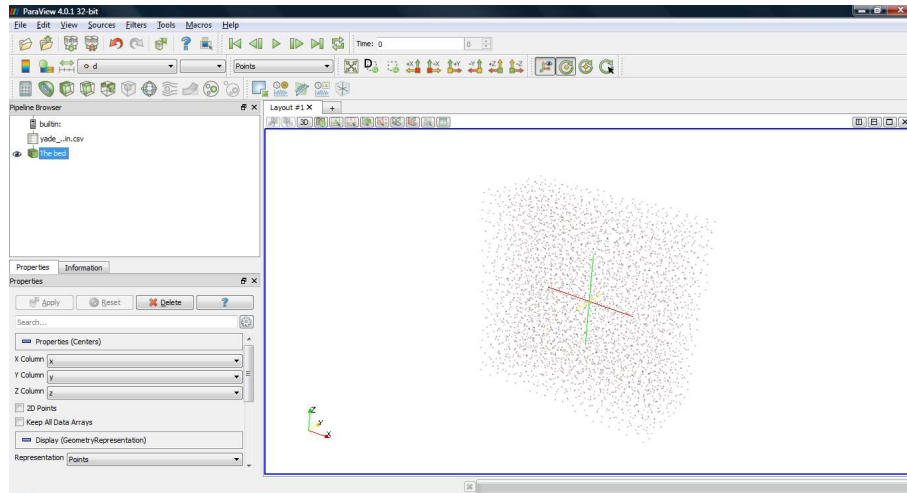 ParaView 4.0.1 32-bit
File Edit View Sources Filters Tools Macros Help
Time: 0 0
d Points
Pipeline Browser
Layout #1 X +
3D
builtin:
yade_..in.csv
The bed
Properties Information
Properties
Apply Reset Delete ?
Search...
Properties (Centers)
X Column x
Y Column y
Z Column z
2D Points
Keep All Data Arrays
Display (GeometryRepresentation)
Representation Points
Z
Y
X